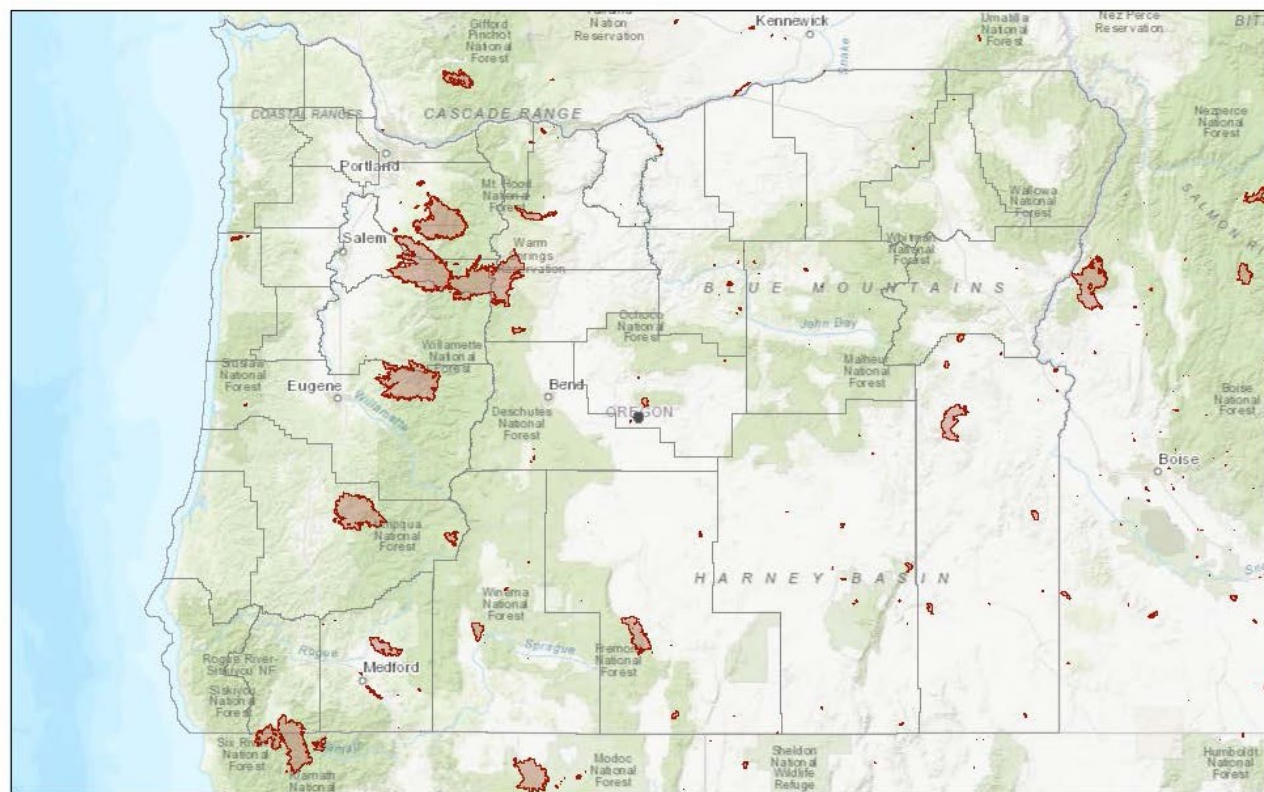 Gifford
Pinchot
National
Forest
Nation
Reservation
Kennewick
Umatilla
National
Forest
Nez Perce
Reservation
Snake
COASTAL RANGES
CASCADE RANGE
Nezperce
National
Forest
Portland
Mt Hood
National
Forest
Wallowa
National
Forest
SALMON R
Salem
Warm
Springs
Reservation
Whitman
National
Forest
BLUE MOUNTAINS
Ochoco
National
Forest
John Day
Willamette
National
Forest
Siuslaw
National
Forest
Malheur
National
Forest
Eugene
Willamette
Bend
Boise
National
Forest
Deschutes
National
Forest
OREGON
Boise
Umpqua
National
Forest
HARNEY BASIN
Winema
National
Forest
Sprague
Fremont
National
Forest
Rogue
Rogue River-
Siskiyou NF
Medford
Siskiyou
National
Forest
Six Rivers
National
Forest
Klamath
Klamath
National
Modoc
National
Forest
Sheldon
National
Wildlife
Refuge
Humboldt
National
Forest